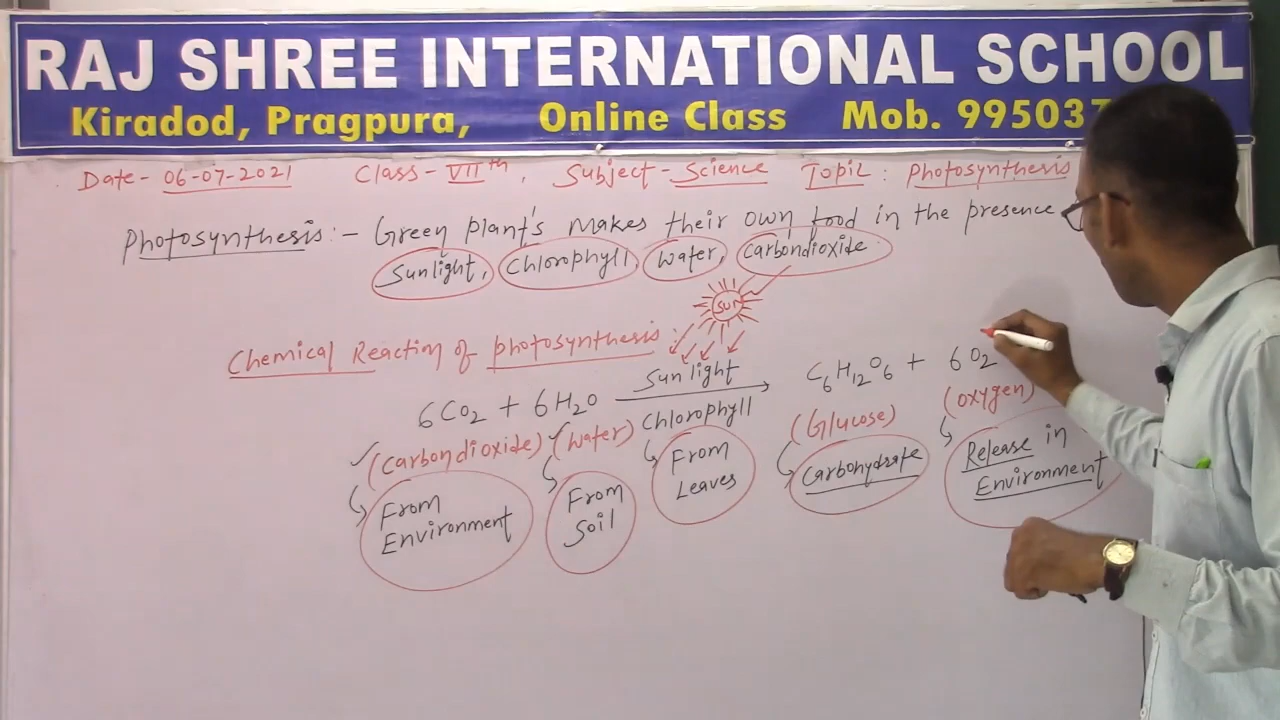 RAJ SHREE INTERNATIONAL SCHOOL
Kiradod, Pragpura, Online Class Mob. 99503
Date - 06-07-2021 Class - VIIth, Subject - Science Topic : Photosynthesis
Photosynthesis :- Green plant's makes their own food in the presence
Sunlight, Chlorophyll, Water, Carbondioxide
SUN
Chemical Reaction of photosynthesis :
6CO2 + 6H2O Sunlight Chlorophyll C6H12O6 + 6O2
(Carbondioxide) (Water) (Glucose) (Oxygen)
From Environment
From Soil
From Leaves
Carbohydrate
Release in Environment